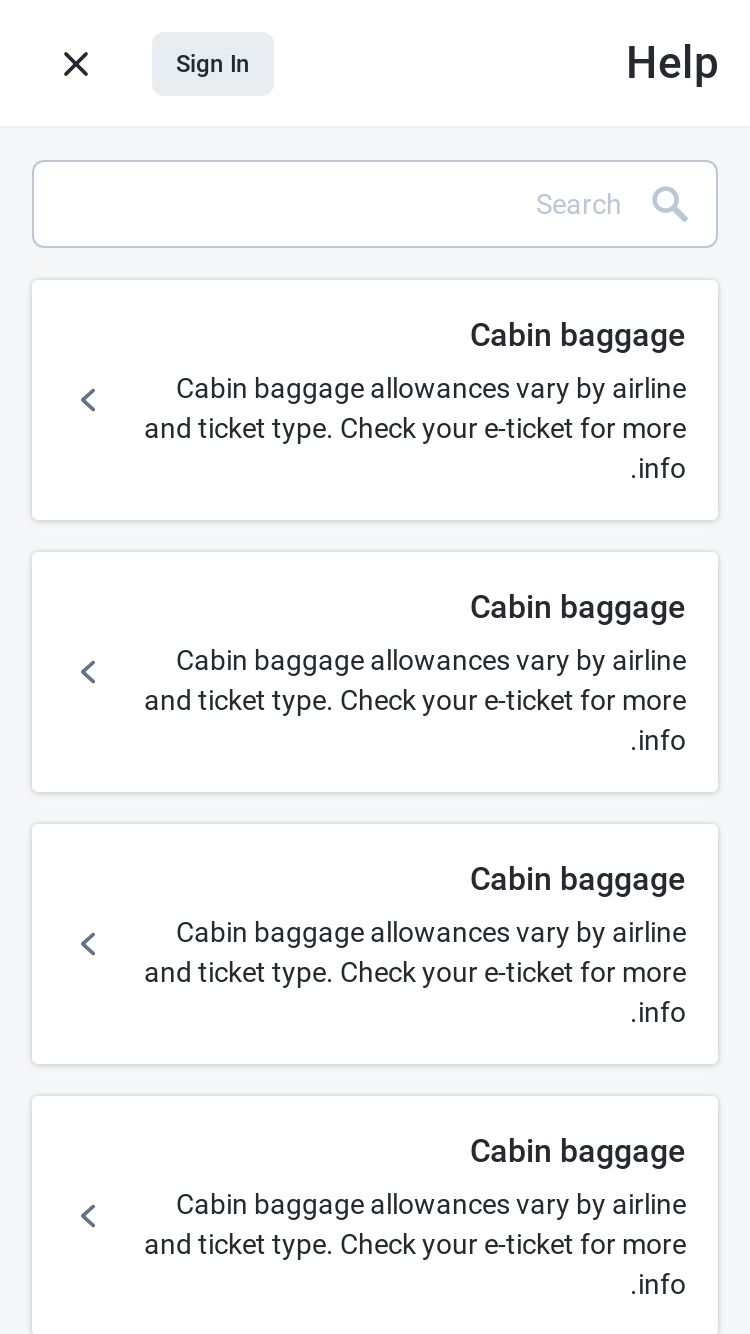 Help
Sign In
Search
Cabin baggage
Cabin baggage allowances vary by airline
and ticket type. Check your e-ticket for more
.info
Cabin baggage
Cabin baggage allowances vary by airline
and ticket type. Check your e-ticket for more
.info
Cabin baggage
Cabin baggage allowances vary by airline
and ticket type. Check your e-ticket for more
.info
Cabin baggage
Cabin baggage allowances vary by airline
and ticket type. Check your e-ticket for more
.info